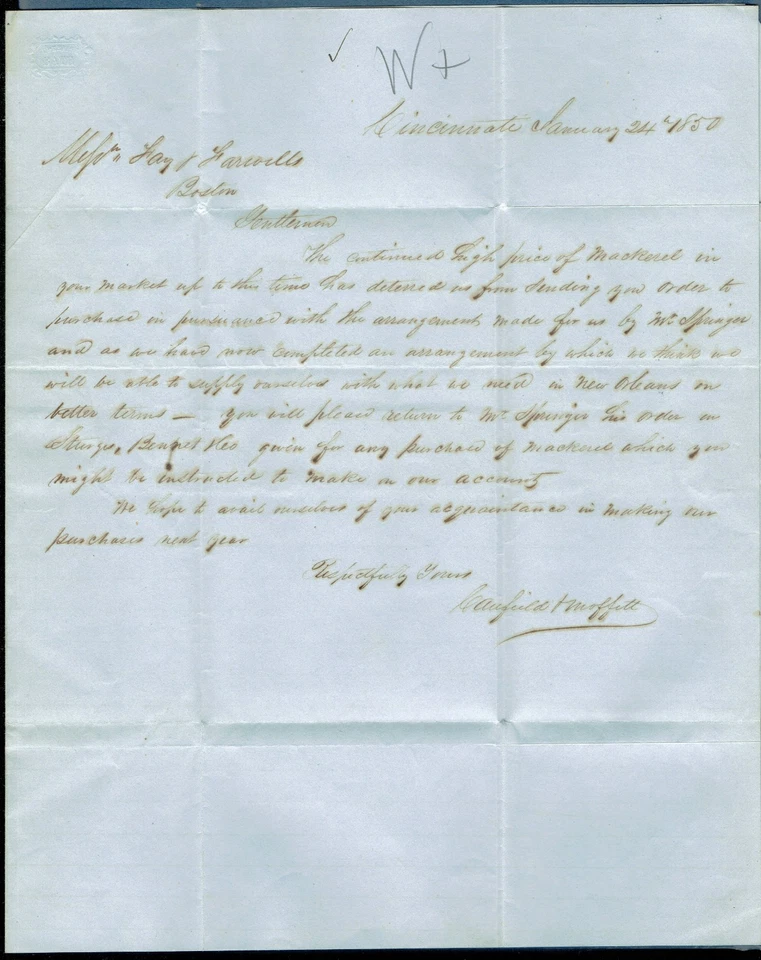 W +
Cincinnati January 24th 1850
Messrs Fay & Farwells
Boston
Gentlemen
The continued high price of Mackerel in
your market up to this time has deterred us from sending you order to
purchase in pursuance with the arrangements made for us by Mr. Springer
and as we have now completed an arrangement by which we think we
will be able to supply ourselves with what we need in New Orleans on
better terms — you will please return to Mr. Springer his order on
Sturges, Bennet & Co given for any purchase of mackerel which you
might be instructed to make on our account
We hope to avail ourselves of your acquaintance in making our
purchases next year
Respectfully Yours
Canfield & Moffett